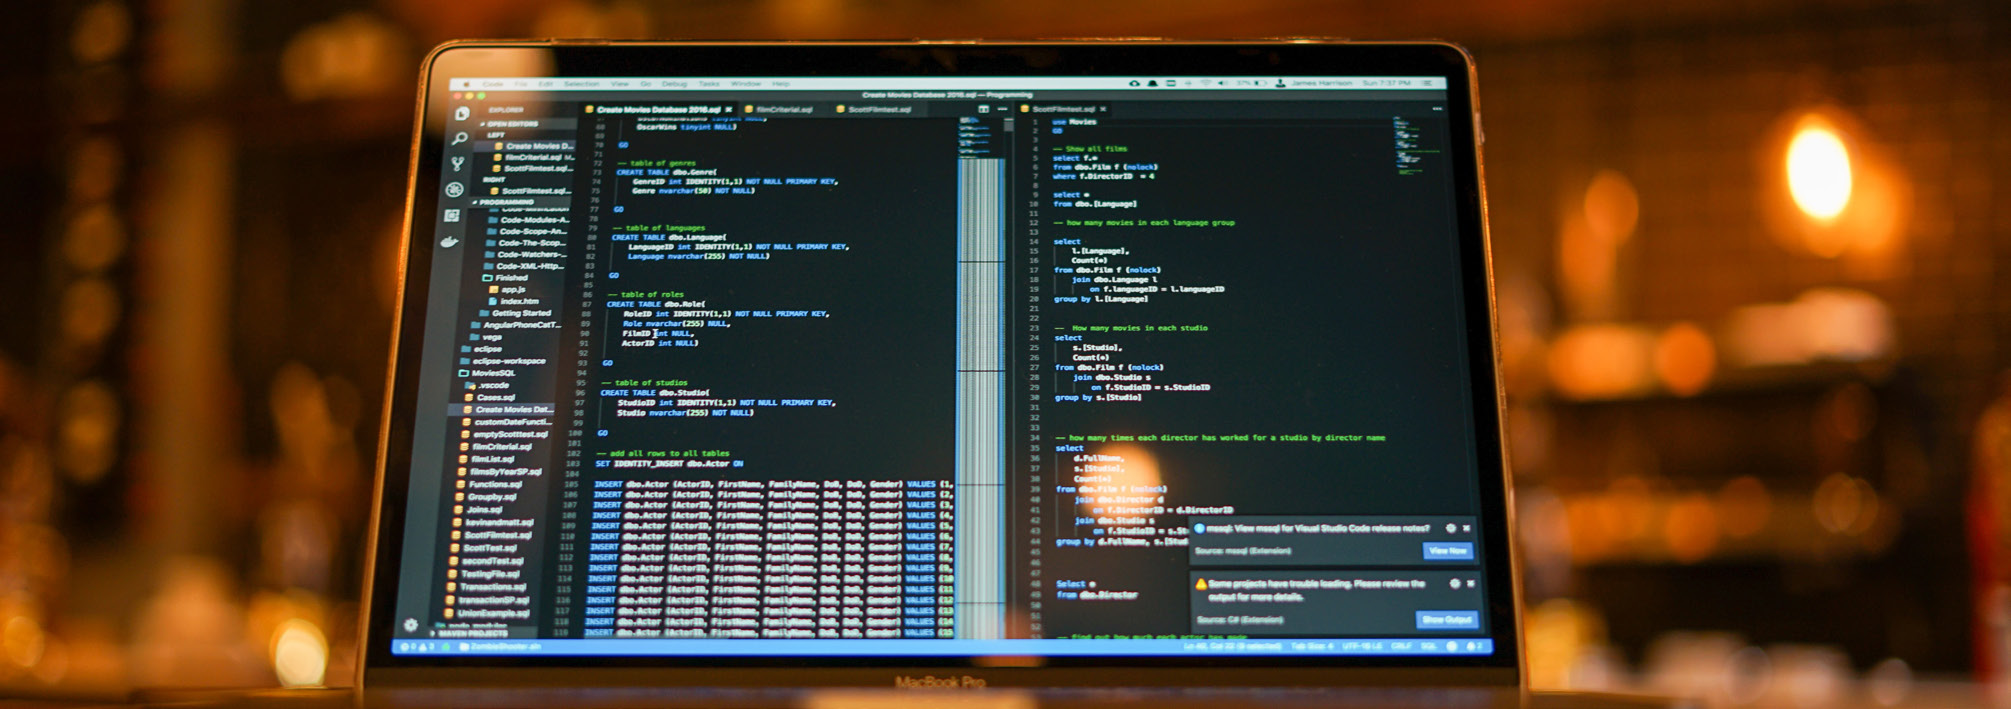 Code File Edit Selection View Go Debug Tasks Window Help
37% James Harrison Sun 7:37 PM
Create Movies Database 2016.sql — Programming
EXPLORER
OPEN EDITORS
LEFT
Create Movies D...
filmCriterial.sql M...
ScottFilmtest.sql...
RIGHT
ScottFilmtest.sql...
PROGRAMMING
Code-Modules-A...
Code-Scope-An...
Code-The-Scop...
Code-Watchers-...
Code-XML-Http...
Finished
app.js
index.htm
Getting Started
AngularPhoneCatT...
vega
eclipse
eclipse-workspace
MoviesSQL
.vscode
Cases.sql
Create Movies Dat...
customDateFuncti...
emptyScotttest.sql
filmCriterial.sql
filmList.sql
filmsByYearSP.sql
Functions.sql
Groupby.sql
Joins.sql
kevinandmatt.sql
ScottFilmtest.sql
ScottTest.sql
secondTest.sql
TestingFile.sql
Transactions.sql
transactionSP.sql
UnionExample.sql
MAVEN PROJECTS
Create Movies Database 2016.sql filmCriterial.sql ScottFilmtest.sql
69 OscarWins tinyint NULL)
70
71 GO
72 -- table of genres
73 CREATE TABLE dbo.Genre(
74 GenreID int IDENTITY(1,1) NOT NULL PRIMARY KEY,
75 Genre nvarchar(50) NOT NULL)
76
77 GO
78
79 -- table of languages
80 CREATE TABLE dbo.Language(
81 LanguageID int IDENTITY(1,1) NOT NULL PRIMARY KEY,
82 Language nvarchar(255) NOT NULL)
83
84 GO
85
86 -- table of roles
87 CREATE TABLE dbo.Role(
88 RoleID int IDENTITY(1,1) NOT NULL PRIMARY KEY,
89 Role nvarchar(255) NULL,
90 FilmID int NULL,
91 ActorID int NULL)
92
93 GO
94
95 -- table of studios
96 CREATE TABLE dbo.Studio(
97 StudioID int IDENTITY(1,1) NOT NULL PRIMARY KEY,
98 Studio nvarchar(255) NOT NULL)
99
100 GO
101
102 -- add all rows to all tables
103 SET IDENTITY_INSERT dbo.Actor ON
104
105 INSERT dbo.Actor (ActorID, FirstName, FamilyName, DoB, DoD, Gender) VALUES (1,
106 INSERT dbo.Actor (ActorID, FirstName, FamilyName, DoB, DoD, Gender) VALUES (2,
107 INSERT dbo.Actor (ActorID, FirstName, FamilyName, DoB, DoD, Gender) VALUES (3,
108 INSERT dbo.Actor (ActorID, FirstName, FamilyName, DoB, DoD, Gender) VALUES (4,
109 INSERT dbo.Actor (ActorID, FirstName, FamilyName, DoB, DoD, Gender) VALUES (5,
110 INSERT dbo.Actor (ActorID, FirstName, FamilyName, DoB, DoD, Gender) VALUES (6,
111 INSERT dbo.Actor (ActorID, FirstName, FamilyName, DoB, DoD, Gender) VALUES (7,
112 INSERT dbo.Actor (ActorID, FirstName, FamilyName, DoB, DoD, Gender) VALUES (8,
113 INSERT dbo.Actor (ActorID, FirstName, FamilyName, DoB, DoD, Gender) VALUES (9,
114 INSERT dbo.Actor (ActorID, FirstName, FamilyName, DoB, DoD, Gender) VALUES (10
115 INSERT dbo.Actor (ActorID, FirstName, FamilyName, DoB, DoD, Gender) VALUES (11
116 INSERT dbo.Actor (ActorID, FirstName, FamilyName, DoB, DoD, Gender) VALUES (12
117 INSERT dbo.Actor (ActorID, FirstName, FamilyName, DoB, DoD, Gender) VALUES (13
118 INSERT dbo.Actor (ActorID, FirstName, FamilyName, DoB, DoD, Gender) VALUES (14
119 INSERT dbo.Actor (ActorID, FirstName, FamilyName, DoB, DoD, Gender) VALUES (15
ScottFilmtest.sql
1 use Movies
2 GO
3
4 -- Show all films
5 select f.*
6 from dbo.Film f (nolock)
7 where f.DirectorID = 4
8
9 select *
10 from dbo.[Language]
11
12 -- how many movies in each language group
13
14 select
15 l.[Language],
16 Count(*)
17 from dbo.Film f (nolock)
18 join dbo.Language l
19 on f.languageID = l.languageID
20 group by l.[Language]
23 -- How many movies in each studio
24 select
25 s.[Studio],
26 Count(*)
27 from dbo.Film f (nolock)
28 join dbo.Studio s
29 on f.StudioID = s.StudioID
30 group by s.[Studio]
31
32
33
34 -- how many times each director has worked for a studio by director name
35 select
36 d.FullName,
37 s.[Studio],
38 Count(*)
39 from dbo.Film f (nolock)
40 join dbo.Director d
41 on f.DirectorID = d.DirectorID
42 join dbo.Studio s
43 on f.StudioID = s.St
44 group by d.FullName, s.[Stud
45
48 Select *
49 from dbo.Director
50
51
-- find out how much each actor has made
mssql: View mssql for Visual Studio Code release notes?
Source: mssql (Extension)
View Now
Some projects have trouble loading. Please review the
output for more details.
Source: C# (Extension)
Show Output
0 3 ZombieShooter.sln
Tab Size: 4 UTF-8 CRLF SQL 2
MacBook Pro